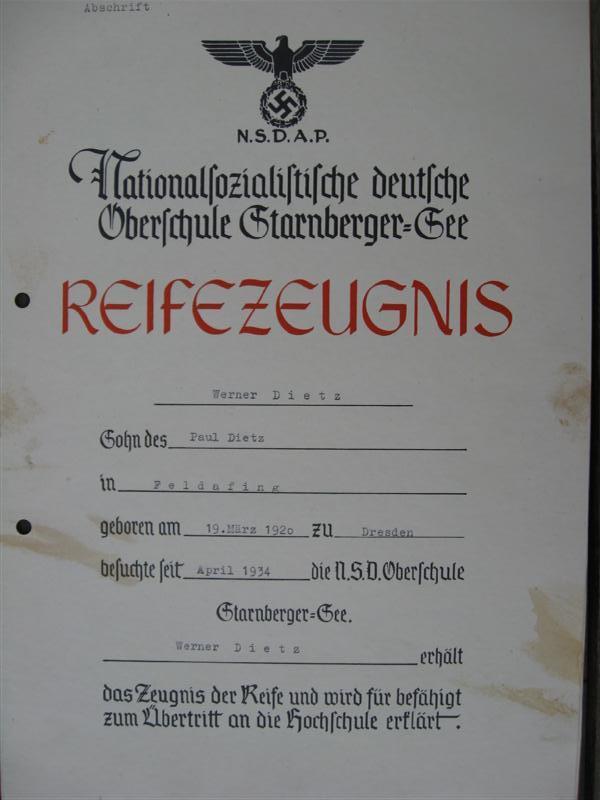 Abschrift
N.S.D.A.P.
Nationalsozialistische deutsche
Oberschule Starnberger=See
REIFEZEUGNIS
Werner Dietz
Sohn des Paul Dietz
in Feldafing
geboren am 19.März 1920 zu Dresden
besuchte seit April 1934 die N.S.D.Oberschule
Starnberger=See.
Werner Dietz erhält
das Zeugnis der Reife und wird für befähigt
zum Übertritt an die Hochschule erklärt.